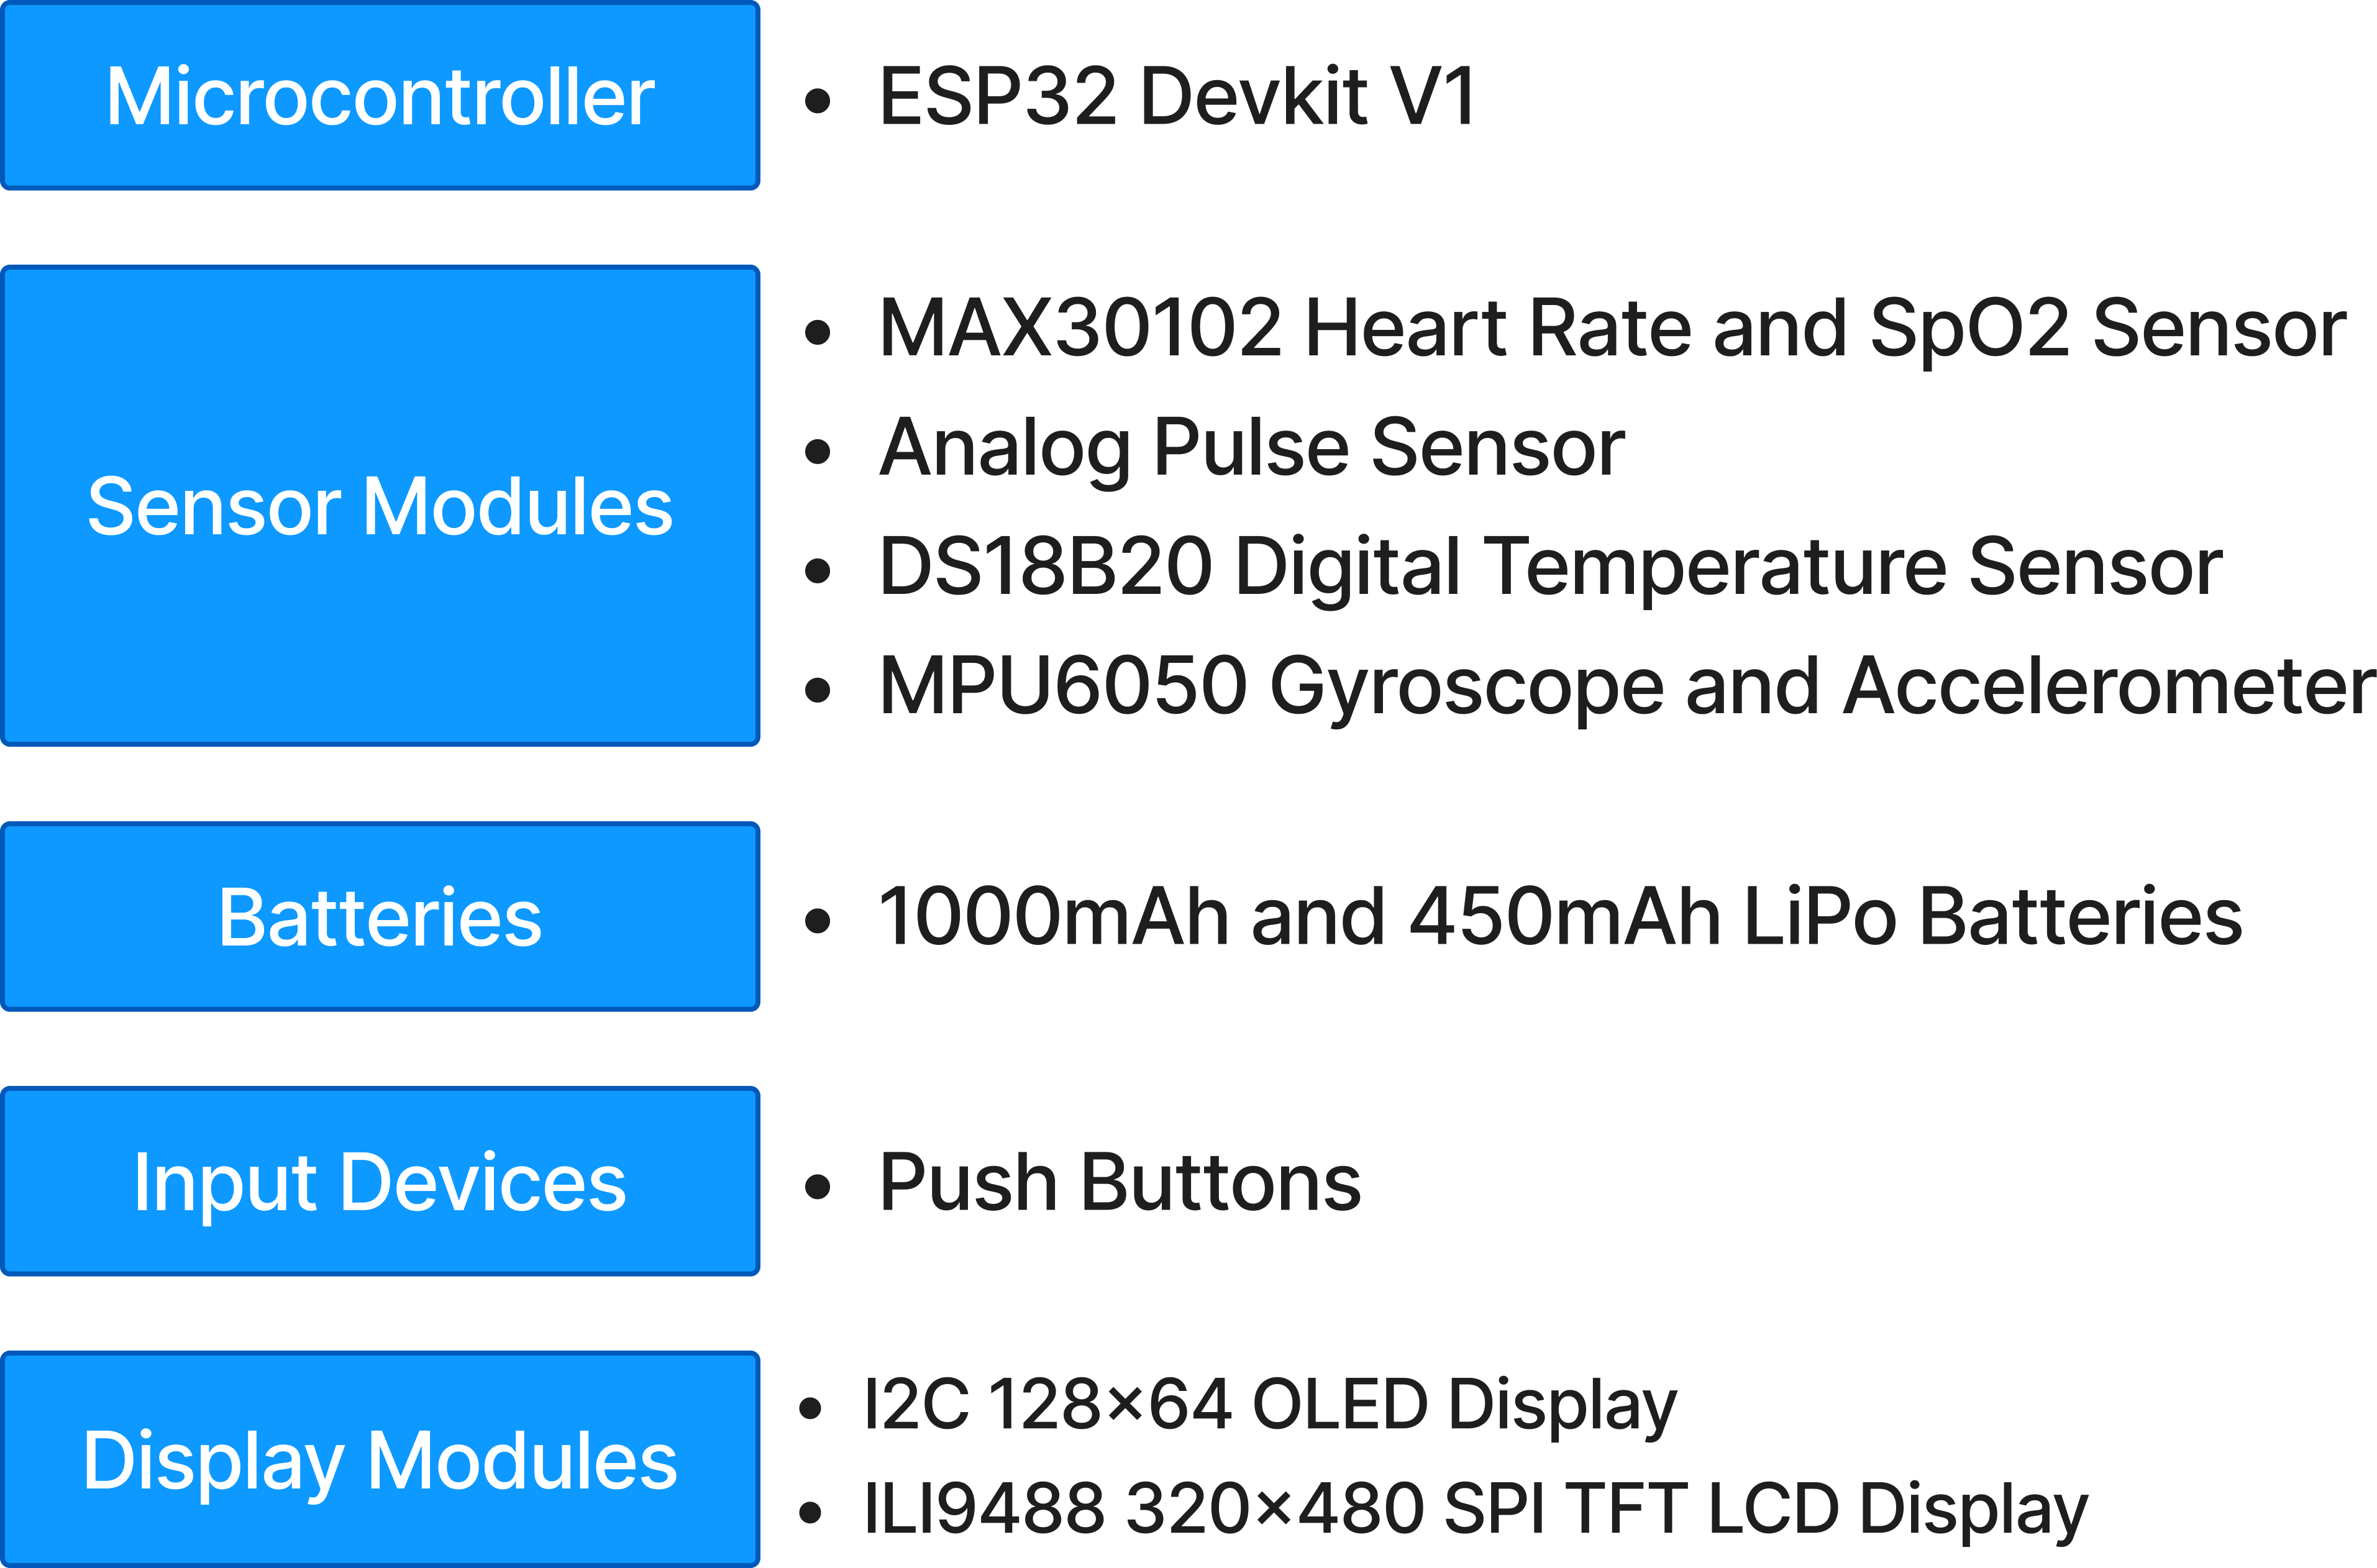 Microcontroller
• ESP32 Devkit V1
Sensor Modules
• MAX30102 Heart Rate and SpO2 Sensor
• Analog Pulse Sensor
• DS18B20 Digital Temperature Sensor
• MPU6050 Gyroscope and Accelerometer
Batteries
• 1000mAh and 450mAh LiPo Batteries
Input Devices
• Push Buttons
Display Modules
• I2C 128×64 OLED Display
• ILI9488 320×480 SPI TFT LCD Display